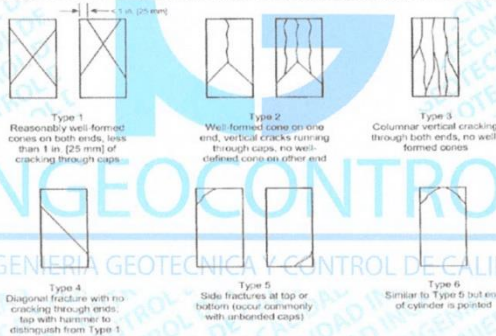 < 1 in. [25 mm]
Type 1
Reasonably well-formed
cones on both ends, less
than 1 in. [25 mm] of
cracking through caps
Type 2
Well-formed cone on one
end, vertical cracks running
through caps, no well-
defined cone on other end
Type 3
Columnar vertical cracking
through both ends, no well-
formed cones
NGEOCONTRO
GENIERIA GEOTECNICA Y CONTROL DE CALI
Type 4
Diagonal fracture with no
cracking through ends;
tap with hammer to
distinguish from Type 1
Type 5
Side fractures at top or
bottom (occur commonly
with unbonded caps)
Type 6
Similar to Type 5 but end
of cylinder is pointed